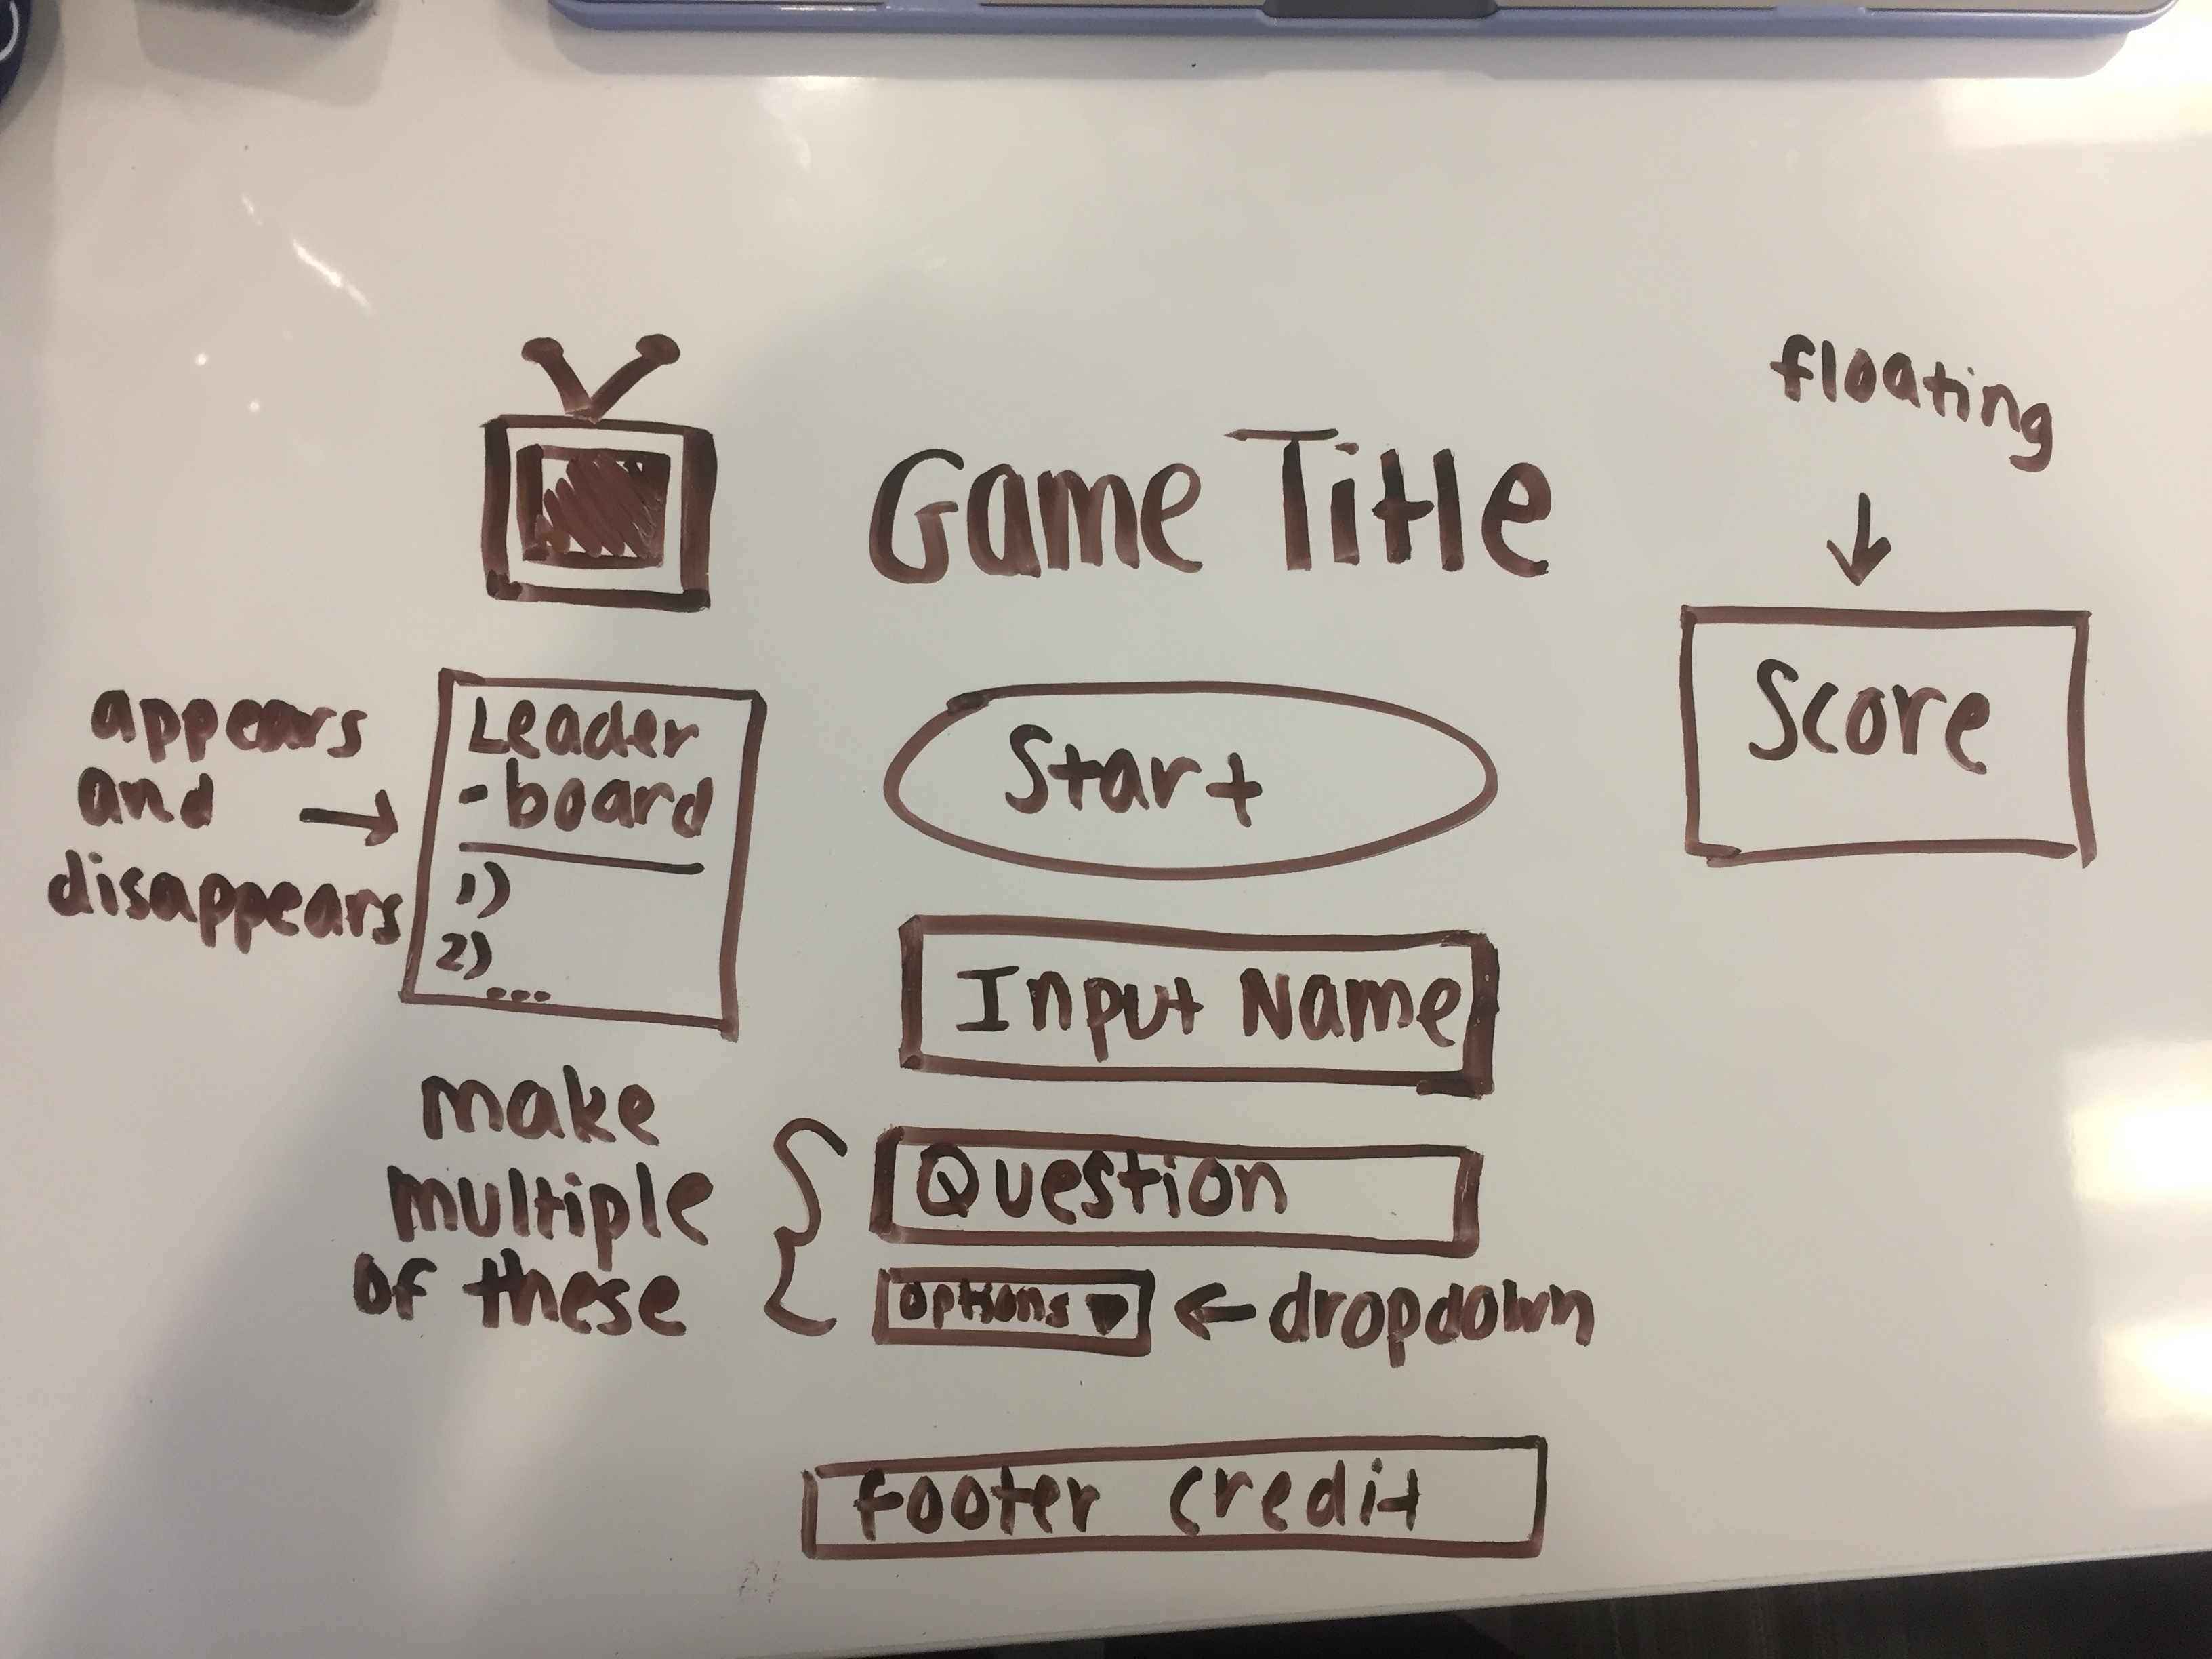 floating
Game Title
Score
appears
and
disappears
Leader
-board
1)
2)
...
Start
Input Name
make
multiple
of these
Question
options
dropdown
footer credit